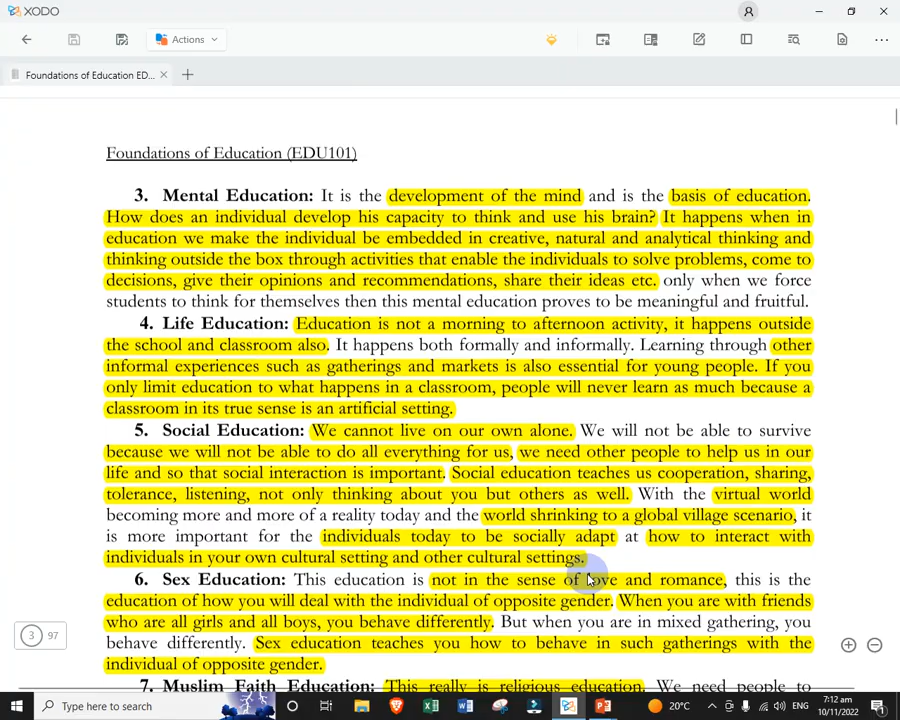 XODO
Actions
Foundations of Education ED...
Foundations of Education (EDU101)
3. Mental Education: It is the development of the mind and is the basis of education.
How does an individual develop his capacity to think and use his brain? It happens when in
education we make the individual be embedded in creative, natural and analytical thinking and
thinking outside the box through activities that enable the individuals to solve problems, come to
decisions, give their opinions and recommendations, share their ideas etc. only when we force
students to think for themselves then this mental education proves to be meaningful and fruitful.
4. Life Education: Education is not a morning to afternoon activity, it happens outside
the school and classroom also. It happens both formally and informally. Learning through other
informal experiences such as gatherings and markets is also essential for young people. If you
only limit education to what happens in a classroom, people will never learn as much because a
classroom in its true sense is an artificial setting.
5. Social Education: We cannot live on our own alone. We will not be able to survive
because we will not be able to do all everything for us, we need other people to help us in our
life and so that social interaction is important. Social education teaches us cooperation, sharing,
tolerance, listening, not only thinking about you but others as well. With the virtual world
becoming more and more of a reality today and the world shrinking to a global village scenario, it
is more important for the individuals today to be socially adapt at how to interact with
individuals in your own cultural setting and other cultural settings.
6. Sex Education: This education is not in the sense of love and romance, this is the
education of how you will deal with the individual of opposite gender. When you are with friends
who are all girls and all boys, you behave differently. But when you are in mixed gathering, you
behave differently. Sex education teaches you how to behave in such gatherings with the
individual of opposite gender.
7. Muslim Faith Education: This really is religious education. We need people to
3 97
Type here to search
20°C
ENG
7:12 am
10/11/2022